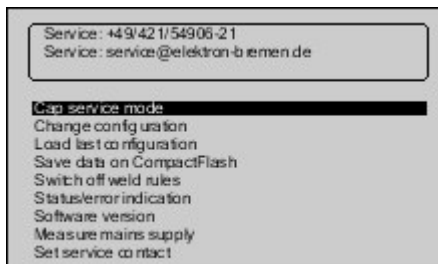 Service: +49/421/54906-21
Service: service@elektron-bremen.de
Cap service mode
Change configuration
Load last configuration
Save data on CompactFlash
Switch off weld rules
Status/error indication
Software version
Measure mains supply
Set service contact